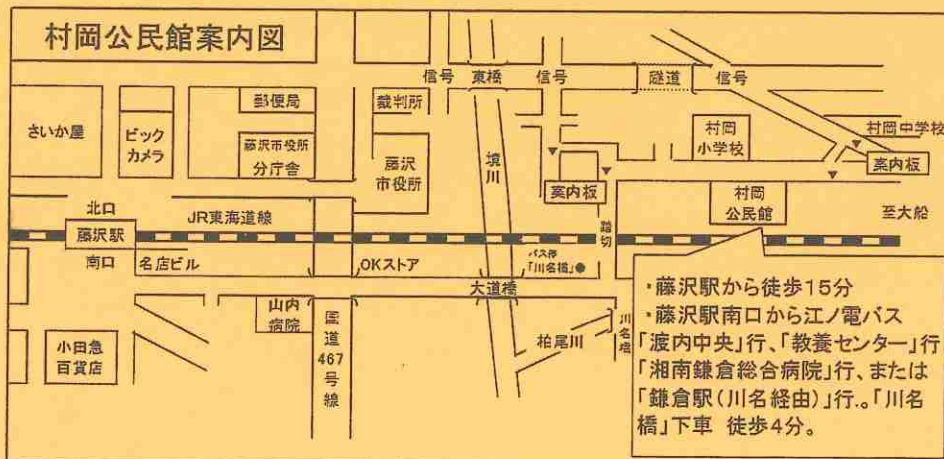 村岡公民館案内図
信号
東橋
信号
隧道
信号
さいか屋
ビック
カメラ
郵便局
藤沢市役所
分庁舎
裁判所
藤沢
市役所
境川
案内板
村岡
小学校
村岡中学校
案内板
村岡
公民館
至大船
北口
JR東海道線
藤沢駅
南口
名店ビル
OKストア
バス停
「川名橋」●
踏切
大道橋
山内
病院
国道467号線
小田急
百貨店
柏尾川
川名橋
・藤沢駅から徒歩15分
・藤沢駅南口から江ノ電バス
「渡内中央」行、「教養センター」行
「湘南鎌倉総合病院」行、または
「鎌倉駅(川名経由)」行.。「川名
橋」下車 徒歩4分。